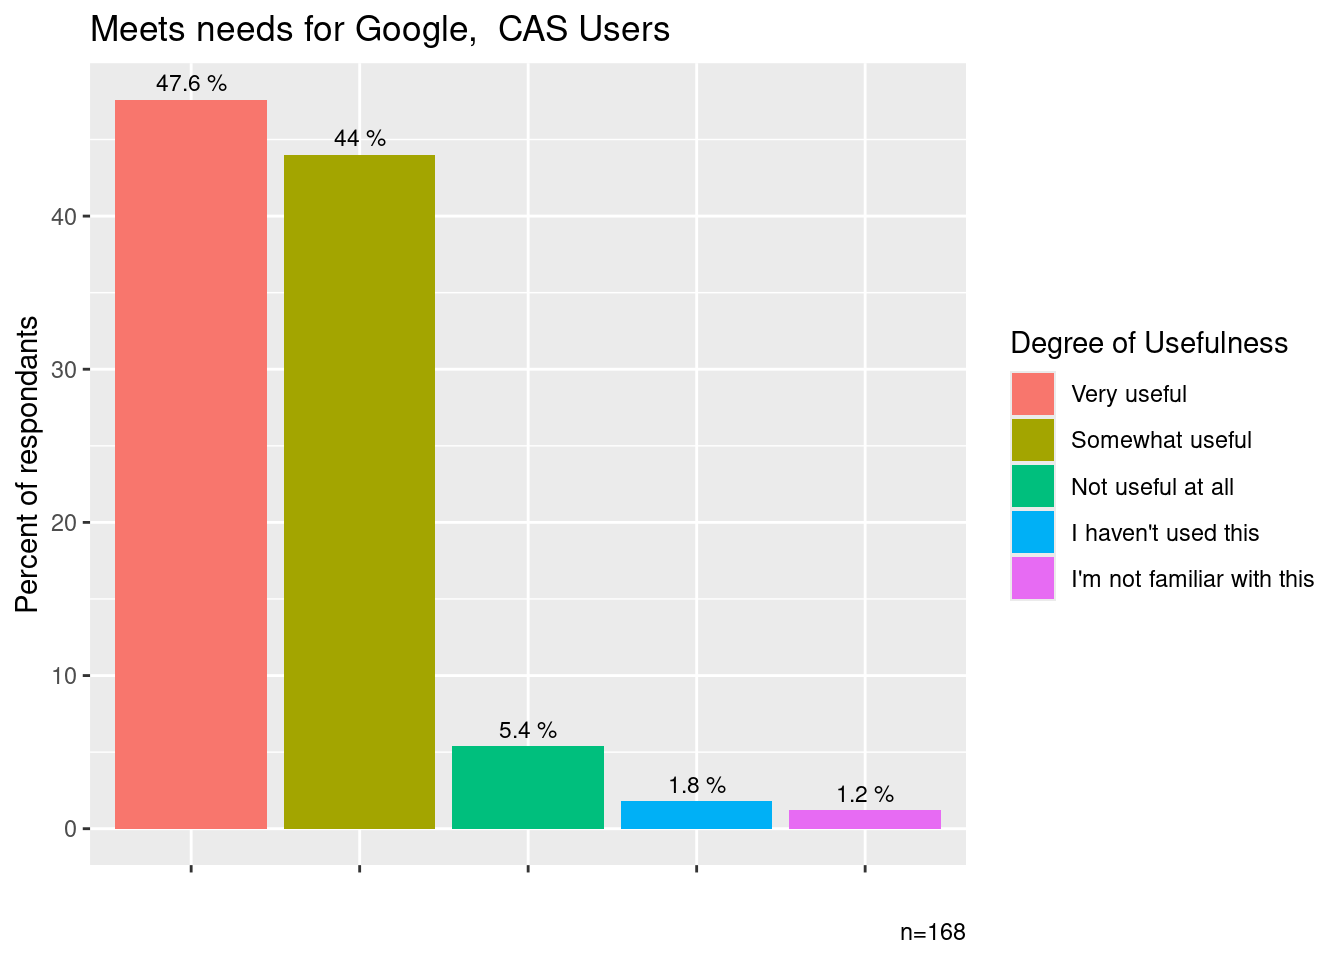 Meets needs for Google,  CAS Users
47.6 %
44 %
5.4 %
1.8 %
1.2 %
40
30
20
10
0
Percent of respondants
Degree of Usefulness
Very useful
Somewhat useful
Not useful at all
I haven't used this
I'm not familiar with this
n=168